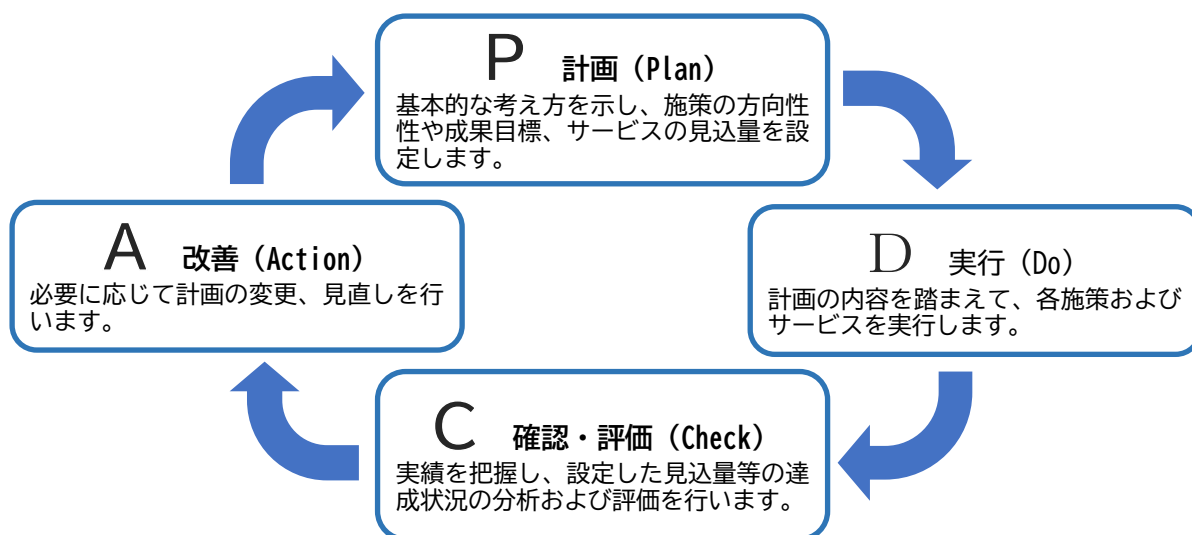 P 計画（Plan）
基本的な考え方を示し、施策の方向性
性や成果目標、サービスの見込量を設
定します。
D 実行（Do）
計画の内容を踏まえて、各施策および
サービスを実行します。
C 確認・評価（Check）
実績を把握し、設定した見込量等の達
成状況の分析および評価を行います。
A 改善（Action）
必要に応じて計画の変更、見直しを行
います。